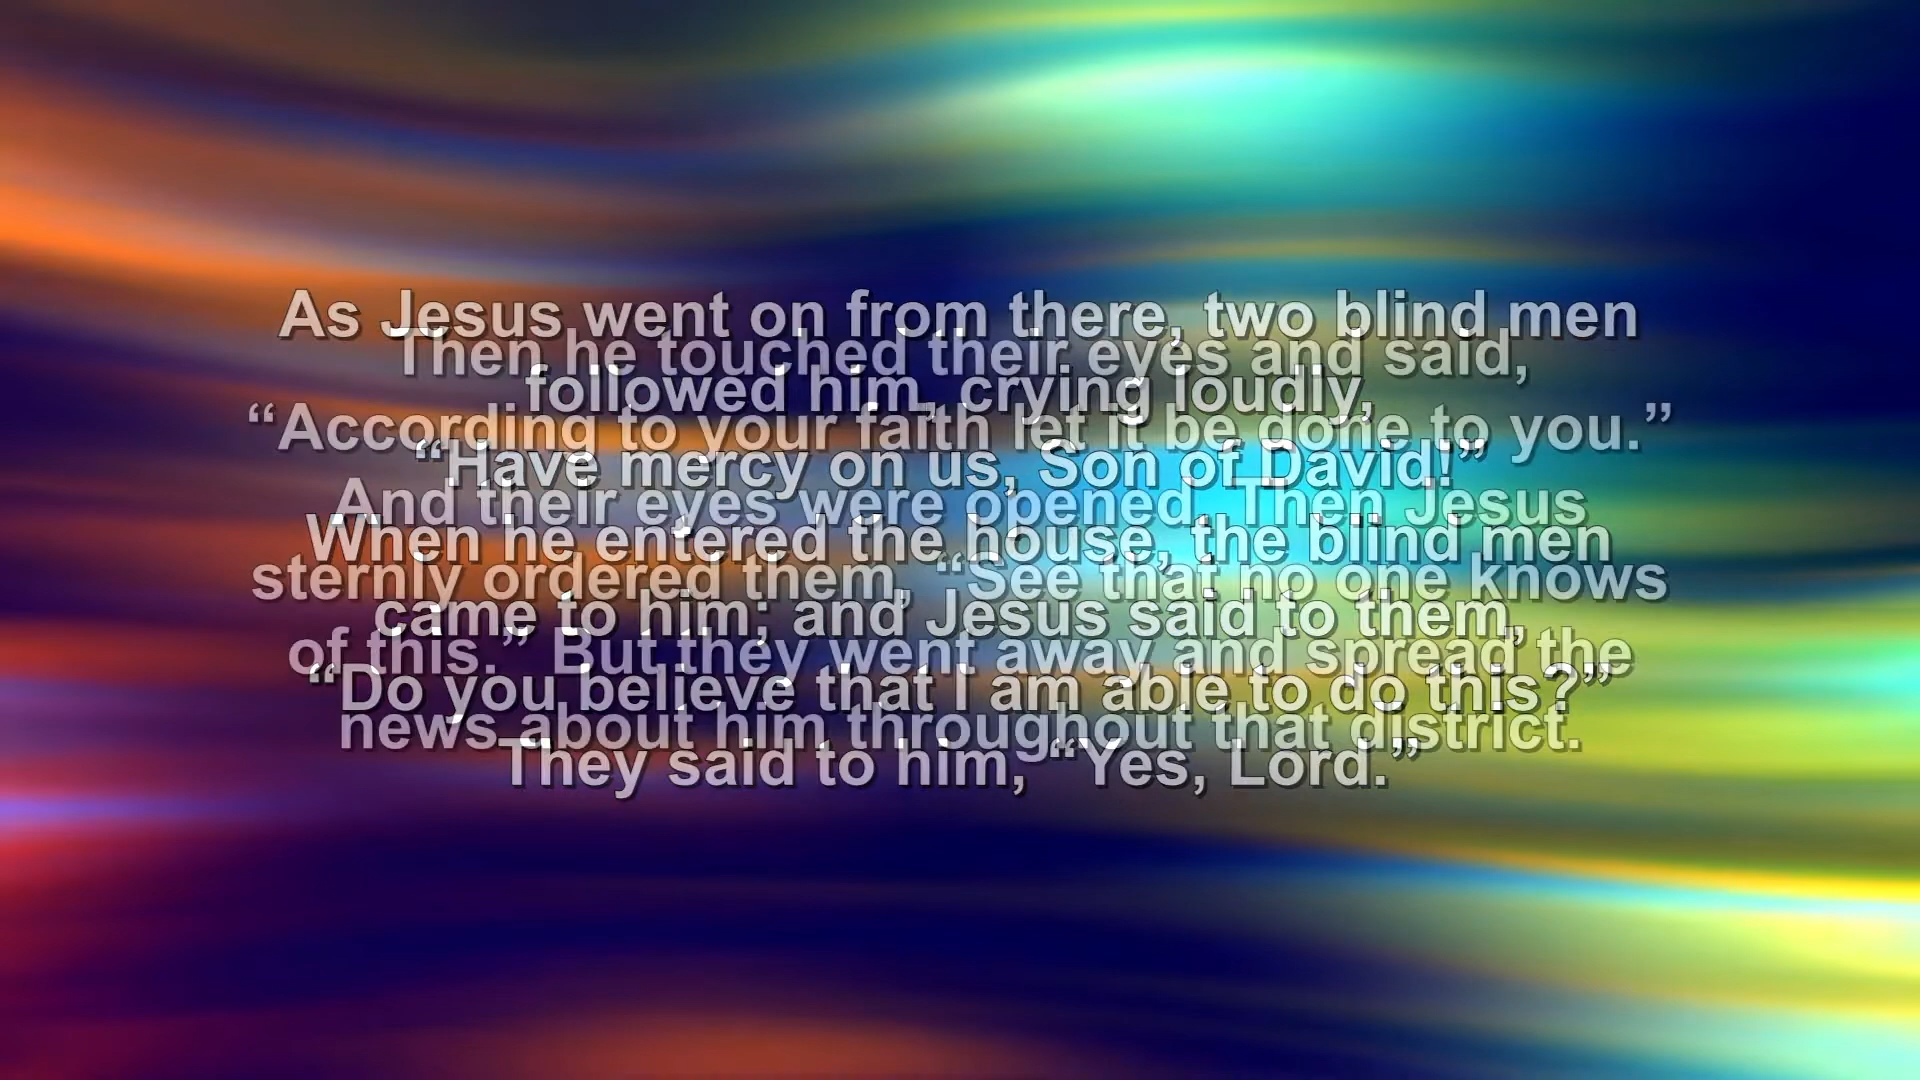 As Jesus went on from there, two blind men
followed him, crying loudly,
“Have mercy on us, Son of David!”
When he entered the house, the blind men
came to him; and Jesus said to them,
“Do you believe that I am able to do this?”
They said to him, “Yes, Lord.”
Then he touched their eyes and said,
“According to your faith let it be done to you.”
And their eyes were opened. Then Jesus
sternly ordered them, “See that no one knows
of this.” But they went away and spread the
news about him throughout that district.